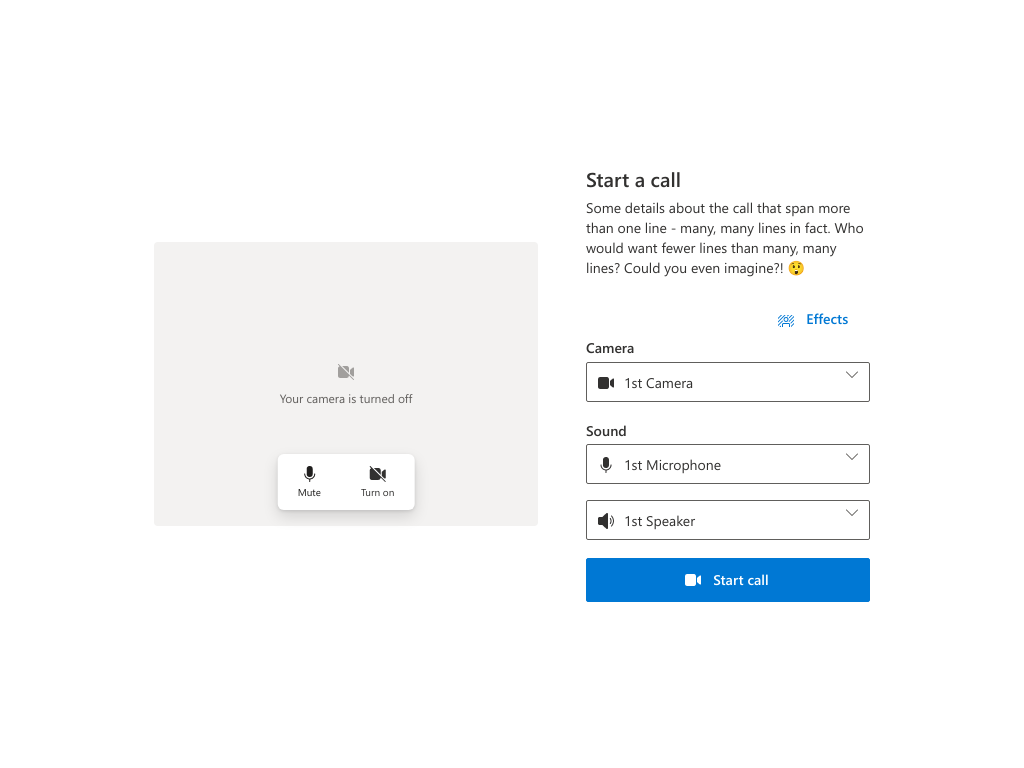 Start a call
Some details about the call that span more
than one line - many, many lines in fact. Who
would want fewer lines than many, many
lines? Could you even imagine?! 😲
Effects
Camera
1st Camera
Sound
1st Microphone
1st Speaker
Start call
Your camera is turned off
Mute
Turn on